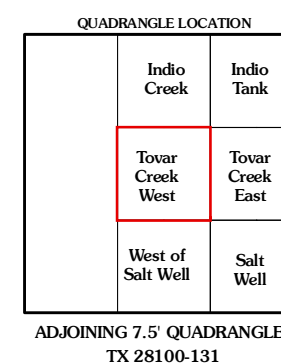 QUADRANGLE LOCATION
Indio
Creek
Indio
Tank
Tovar
Creek
West
Tovar
Creek
East
West of
Salt Well
Salt
Well
ADJOINING 7.5' QUADRANGLE
TX 28100-131